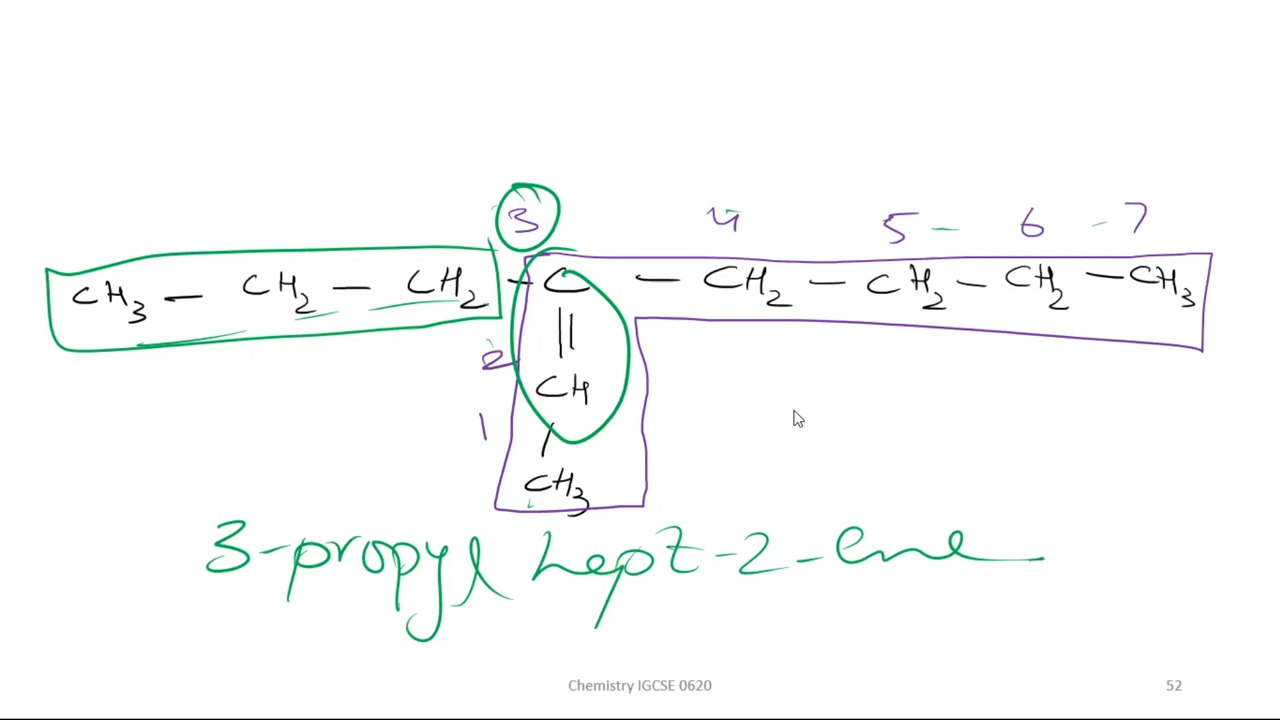 3 4 5 - 6 - 7
CH3 - CH2 - CH2 - C - CH2 - CH2 - CH2 - CH3
||
2 CH
1 /
CH3
3-propyl hept-2-ene
Chemistry IGCSE 0620 52